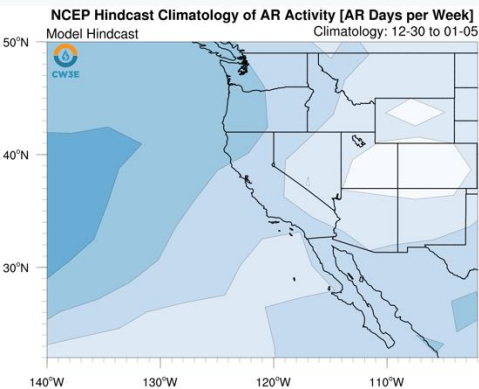 NCEP Hindcast Climatology of AR Activity [AR Days per Week]
Model Hindcast
Climatology: 12-30 to 01-05
CW3E
50°N
40°N
30°N
140°W
130°W
120°W
110°W